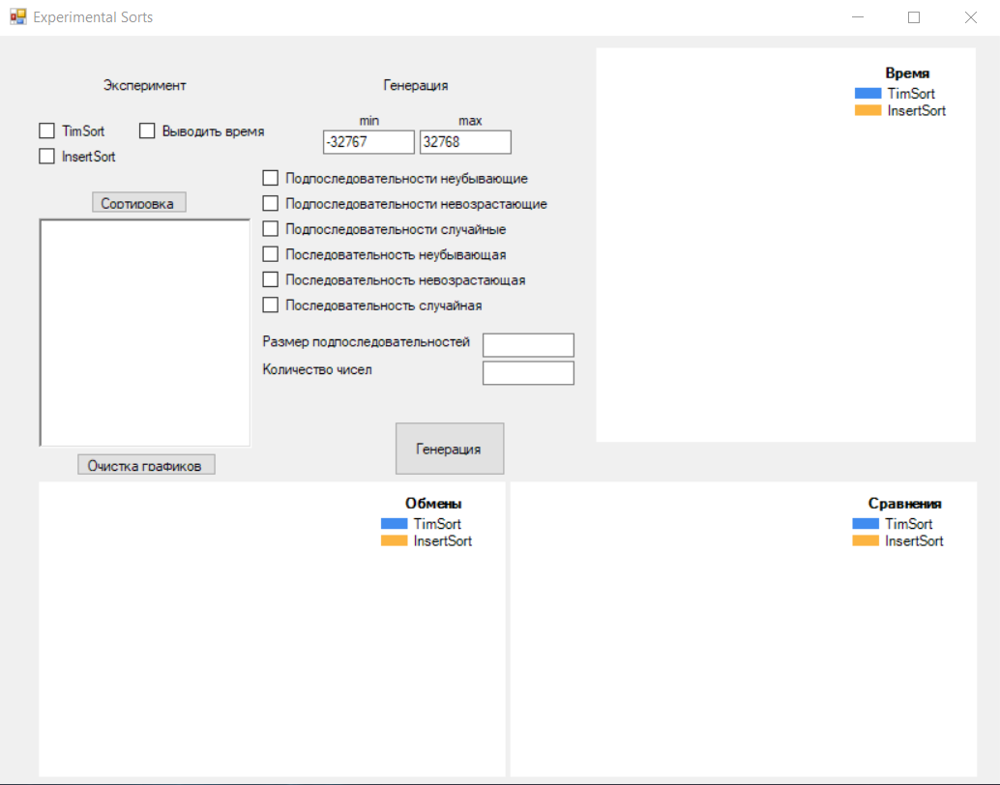 Experimental Sorts
Эксперимент
TimSort
Выводить время
InsertSort
Сортировка
Очистка графиков
Генерация
min
max
-32767
32768
Подпоследовательности неубывающие
Подпоследовательности невозрастающие
Подпоследовательности случайные
Последовательность неубывающая
Последовательность невозрастающая
Последовательность случайная
Размер подпоследовательностей
Количество чисел
Генерация
Время
TimSort
InsertSort
Обмены
TimSort
InsertSort
Сравнения
TimSort
InsertSort